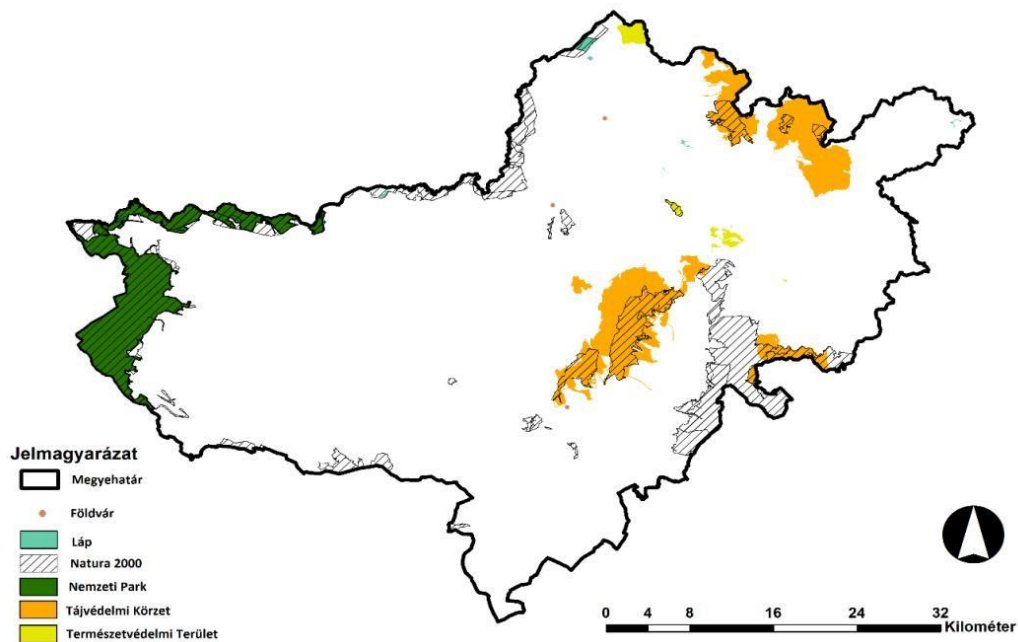 Jelmagyarázat
Megyehatár
Földvár
Láp
Natura 2000
Nemzeti Park
Tájvédelmi Körzet
Természetvédelmi Terület
0 4 8 16 24 32
Kilométer